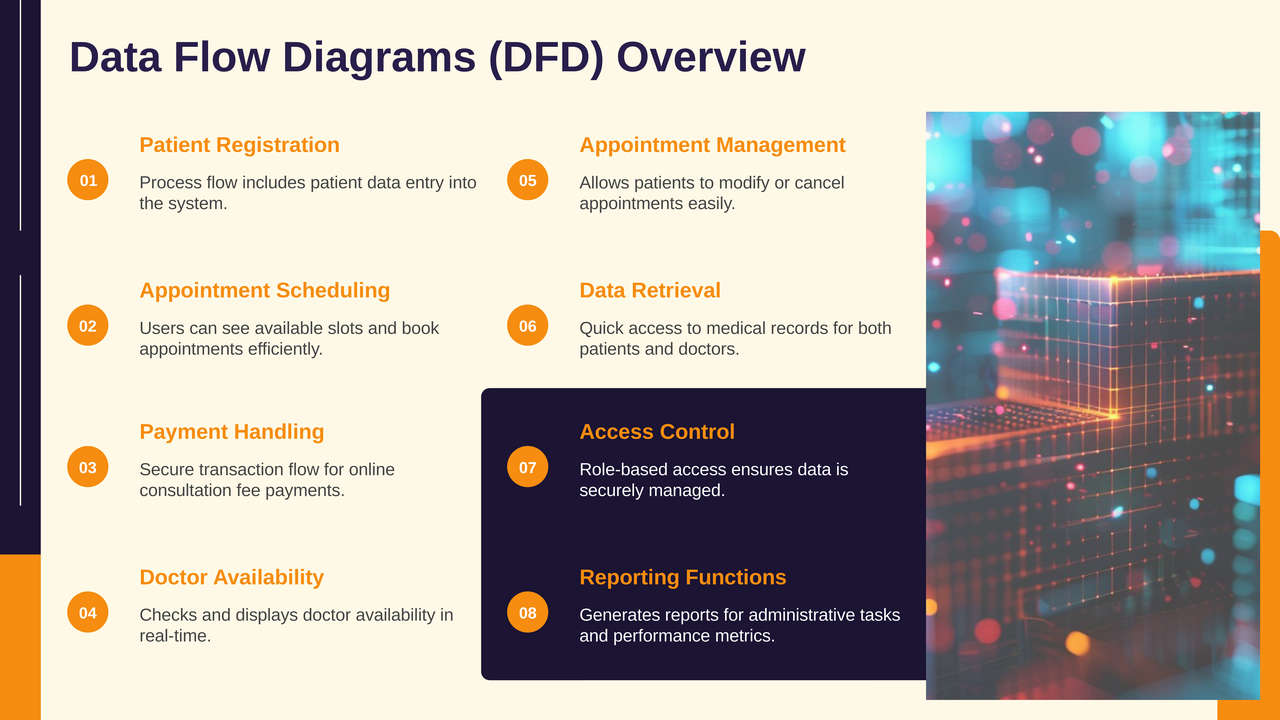 Data Flow Diagrams (DFD) Overview
01
Patient Registration
Process flow includes patient data entry into
the system.
02
Appointment Scheduling
Users can see available slots and book
appointments efficiently.
03
Payment Handling
Secure transaction flow for online
consultation fee payments.
04
Doctor Availability
Checks and displays doctor availability in
real-time.
05
Appointment Management
Allows patients to modify or cancel
appointments easily.
06
Data Retrieval
Quick access to medical records for both
patients and doctors.
07
Access Control
Role-based access ensures data is
securely managed.
08
Reporting Functions
Generates reports for administrative tasks
and performance metrics.